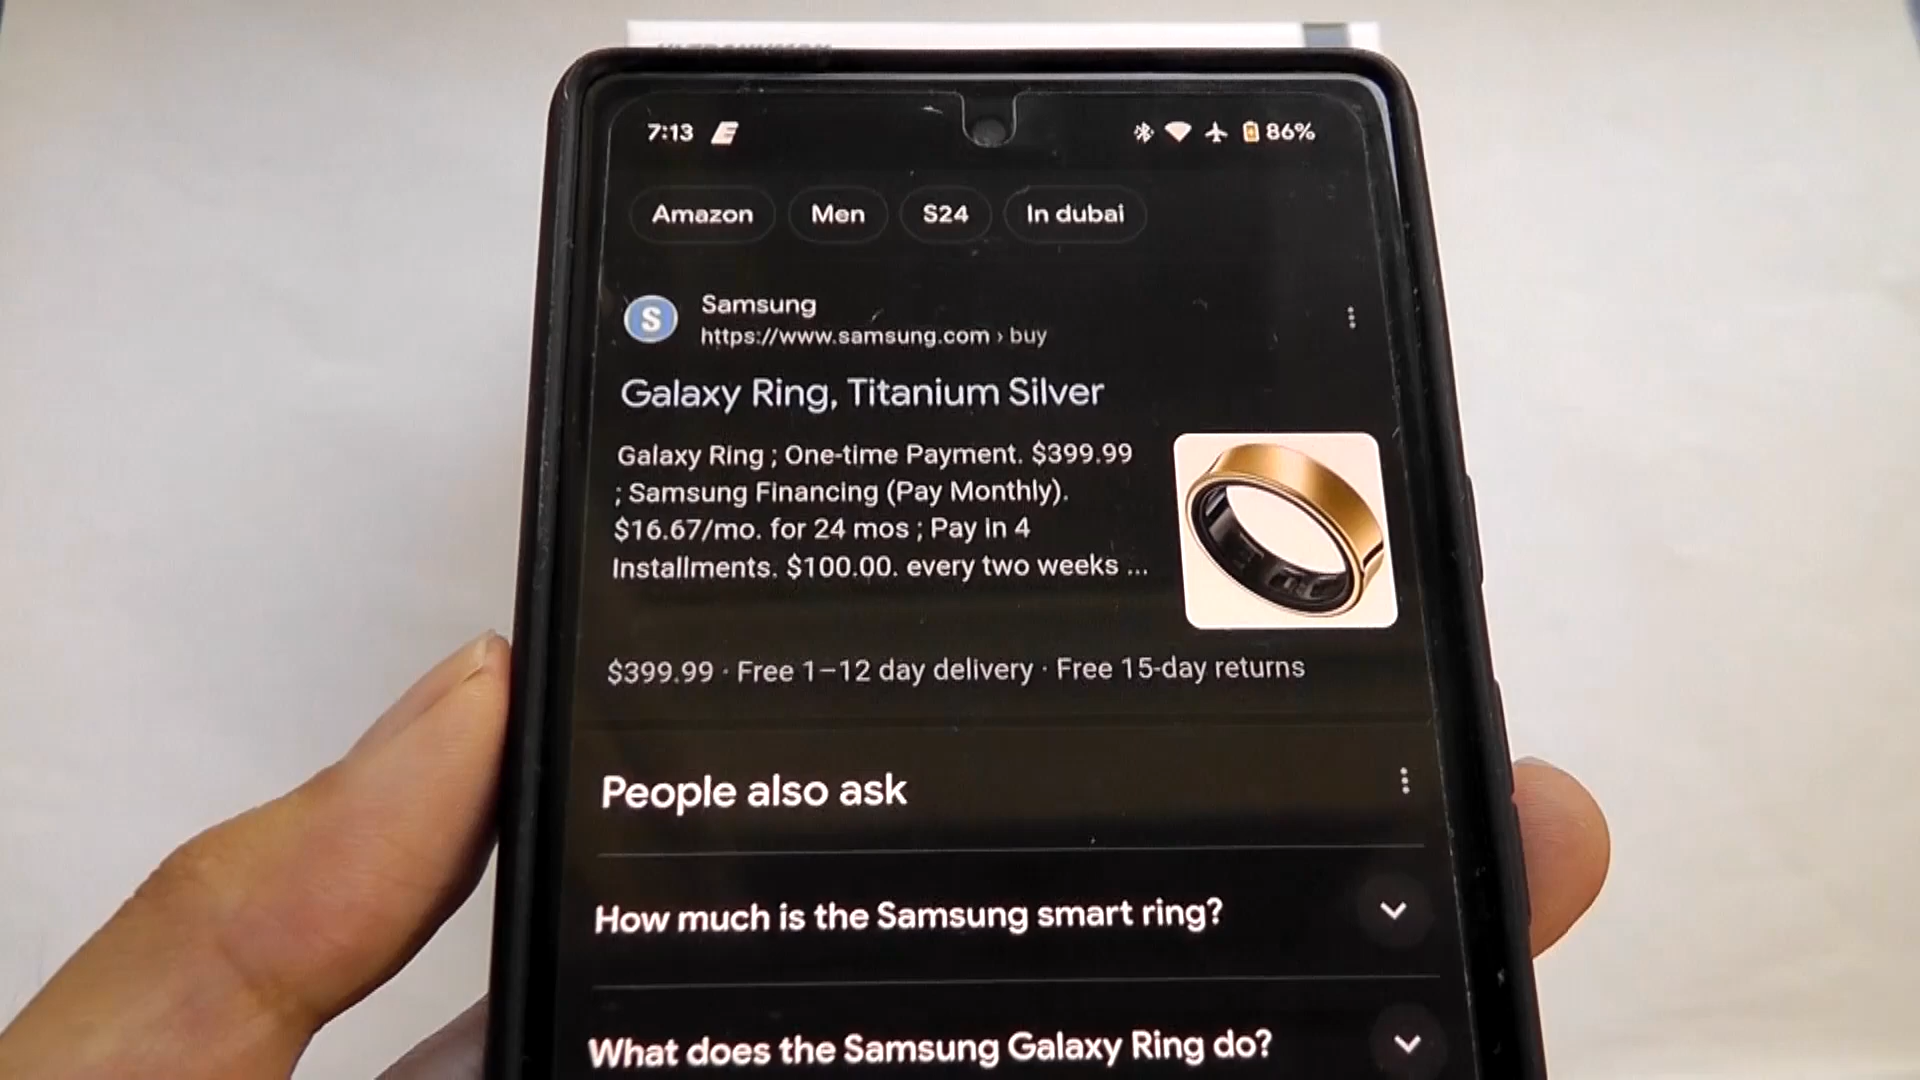 7:13
86%
Amazon
Men
S24
In dubai
S
Samsung
https://www.samsung.com › buy
Galaxy Ring, Titanium Silver
Galaxy Ring ; One-time Payment. $399.99
; Samsung Financing (Pay Monthly).
$16.67/mo. for 24 mos ; Pay in 4
Installments. $100.00. every two weeks ...
$399.99 · Free 1–12 day delivery · Free 15-day returns
People also ask
How much is the Samsung smart ring?
What does the Samsung Galaxy Ring do?